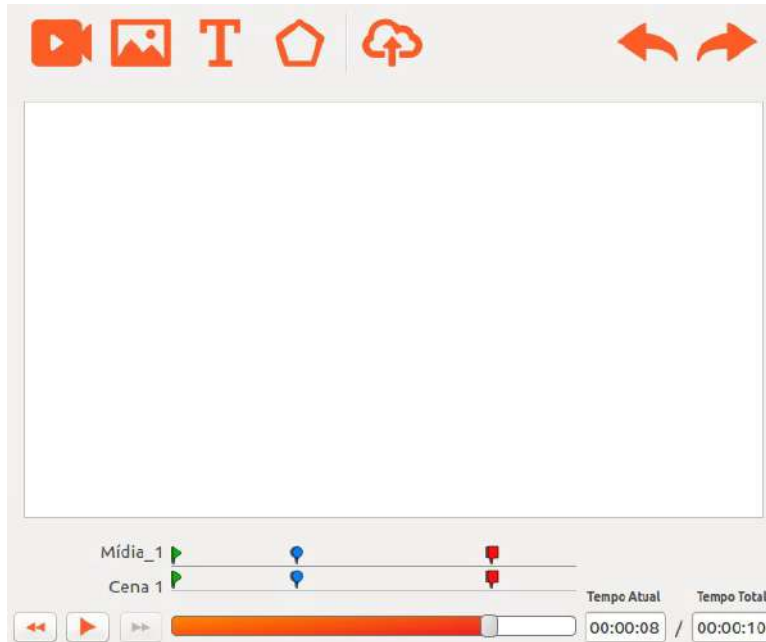 T
Mídia_1
Cena 1
Tempo Atual Tempo Total
00:00:08 / 00:00:10